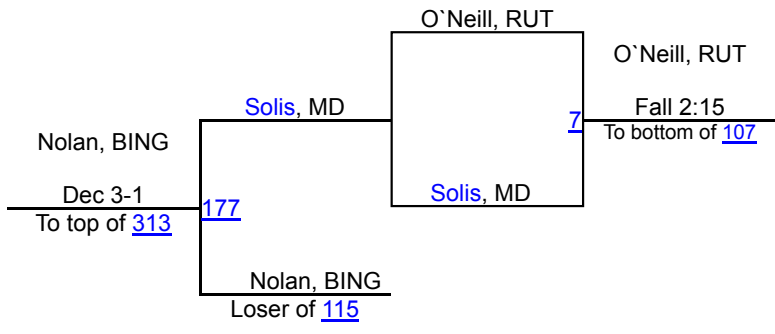 O`Neill, RUT
O`Neill, RUT
Solis, MD
7
Fall 2:15
To bottom of 107
Nolan, BING
Dec 3-1
177
Solis, MD
To top of 313
Nolan, BING
Loser of 115